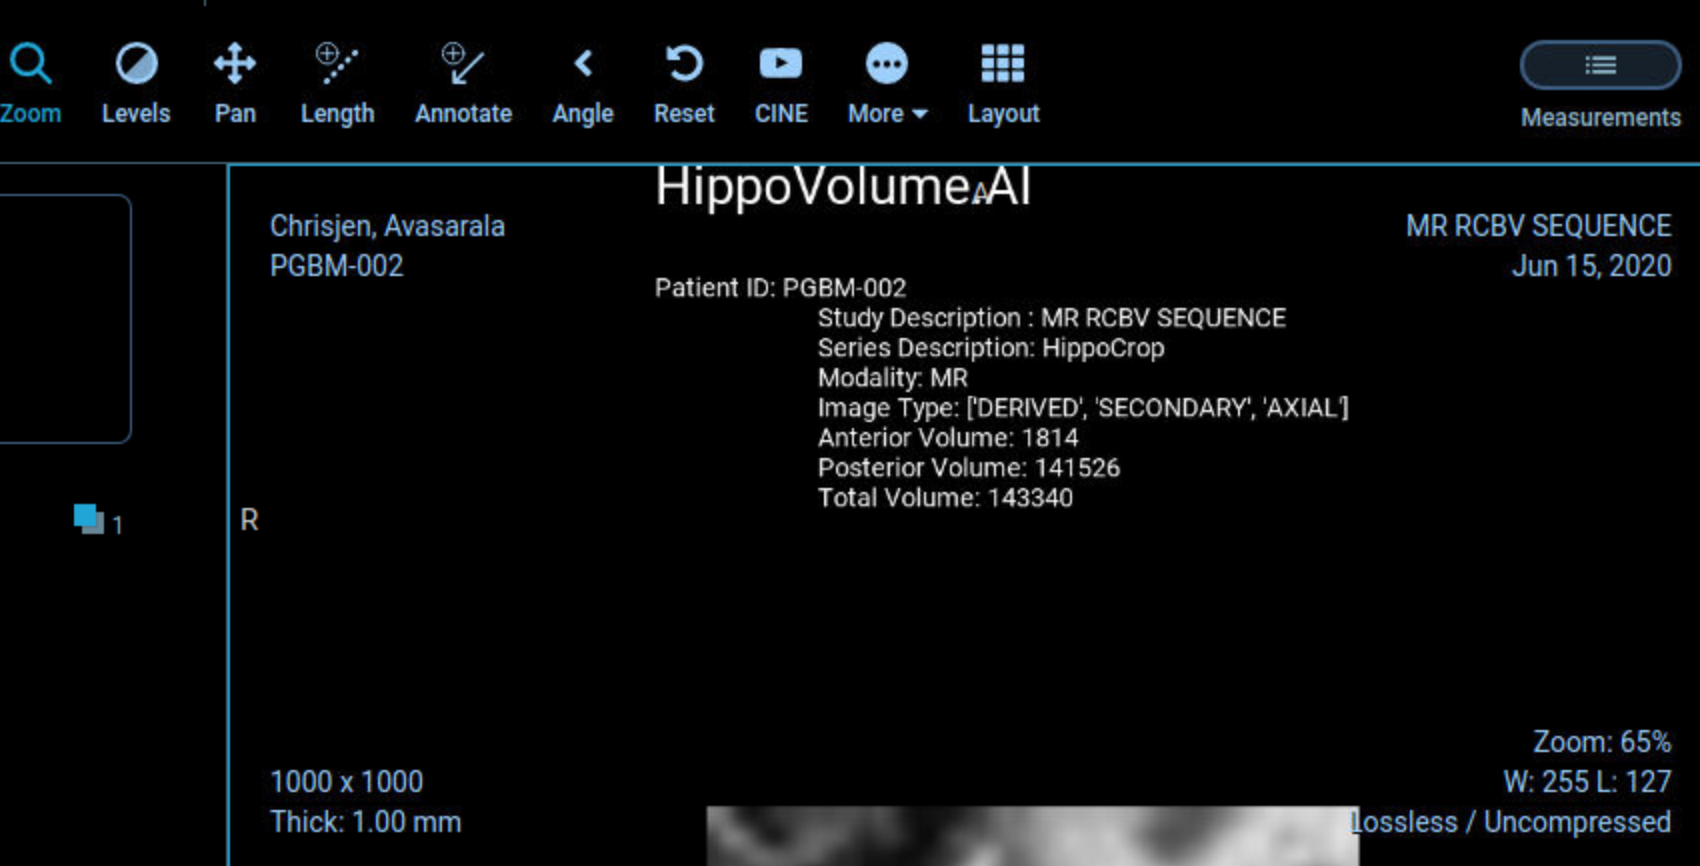 Zoom Levels Pan Length Annotate Angle Reset CINE More Layout Measurements
HippoVolume.AI
A
Chrisjen, Avasarala
PGBM-002
MR RCBV SEQUENCE
Jun 15, 2020
Patient ID: PGBM-002
Study Description : MR RCBV SEQUENCE
Series Description: HippoCrop
Modality: MR
Image Type: ['DERIVED', 'SECONDARY', 'AXIAL']
Anterior Volume: 1814
Posterior Volume: 141526
Total Volume: 143340
1
R
Zoom: 65%
W: 255 L: 127
Lossless / Uncompressed
1000 x 1000
Thick: 1.00 mm